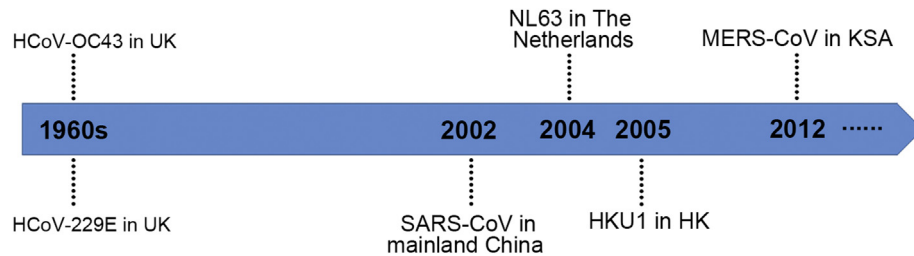 HCoV-OC43 in UK
NL63 in The
Netherlands
MERS-CoV in KSA
1960s
2002
2004
2005
2012 ......
HCoV-229E in UK
SARS-CoV in
mainland China
HKU1 in HK